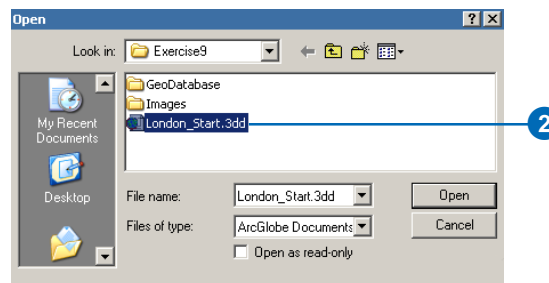 Open
Look in: Exercise9
GeoDatabase
Images
London_Start.3dd
2
My Recent
Documents
Desktop
File name: London_Start.3dd Open
Files of type: ArcGlobe Documents Cancel
Open as read-only